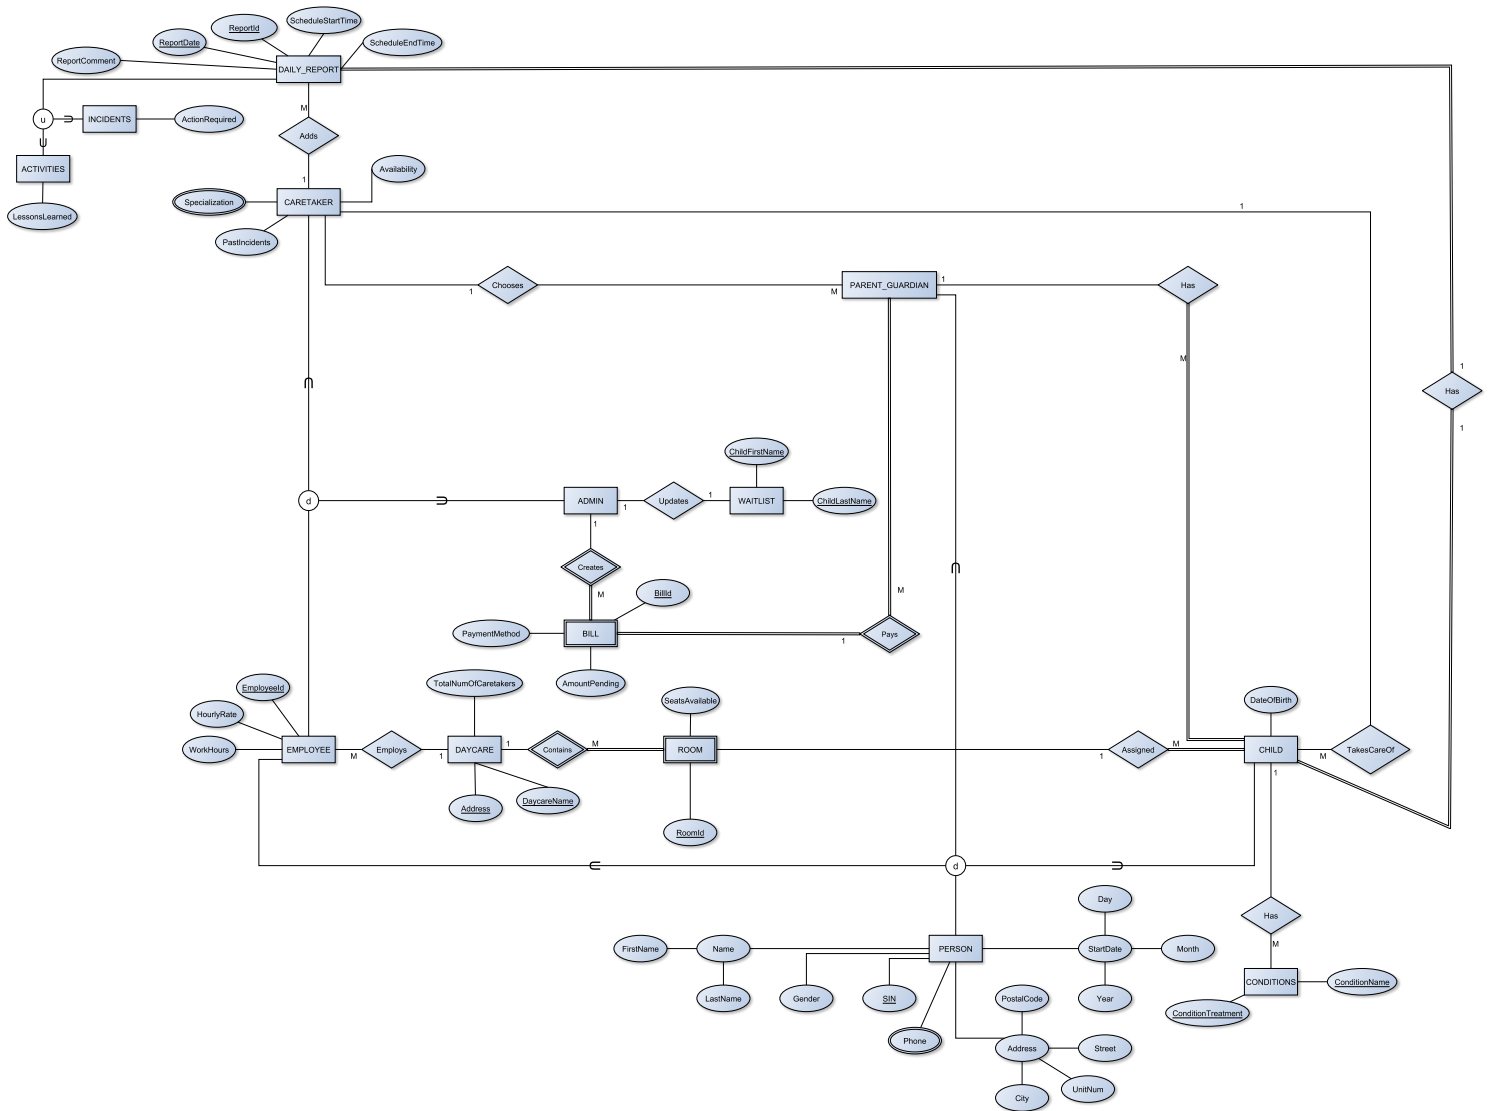 ScheduleStartTime
ReportId
ReportDate
ScheduleEndTime
ReportComment
DAILY_REPORT
M
u
INCIDENTS
ActionRequired
Adds
ACTIVITIES
Availability
1
Specialization
CARETAKER
1
LessonsLearned
PastIncidents
Chooses
1
M
PARENT_GUARDIAN
1
Has
M
1
Has
1
ChildFirstName
d
ADMIN
1
Updates
1
WAITLIST
ChildLastName
1
Creates
M
BillId
M
PaymentMethod
BILL
1
Pays
AmountPending
EmployeeId
TotalNumOfCaretakers
SeatsAvailable
DateOfBirth
HourlyRate
WorkHours
EMPLOYEE
M
Employs
1
DAYCARE
1
Contains
M
ROOM
1
Assigned
M
CHILD
M
TakesCareOf
1
Address
DaycareName
RoomId
d
Day
Has
M
FirstName
Name
PERSON
StartDate
Month
LastName
Gender
SIN
PostalCode
Year
CONDITIONS
ConditionName
ConditionTreatment
Phone
Address
Street
UnitNum
City